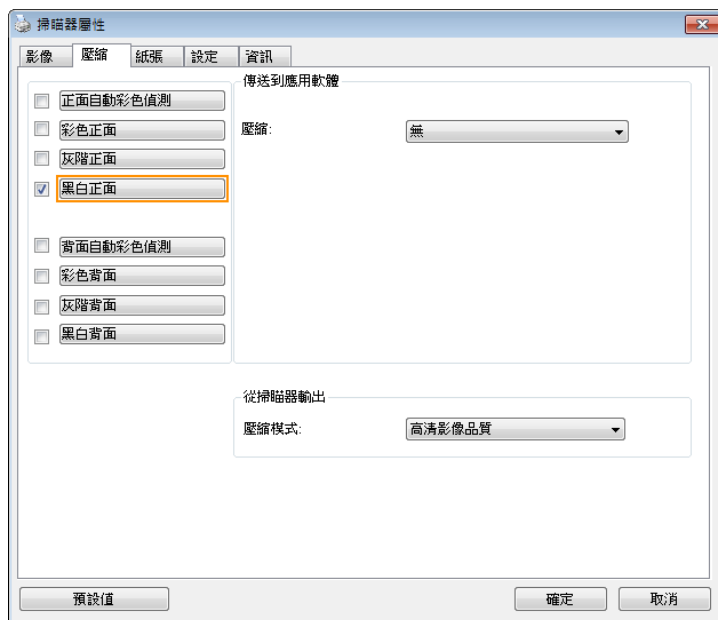 掃瞄器屬性
影像 壓縮 紙張 設定 資訊
正面自動彩色偵測
彩色正面
灰階正面
黑白正面
背面自動彩色偵測
彩色背面
灰階背面
黑白背面
傳送到應用軟體
壓縮: 無
從掃瞄器輸出
壓縮模式: 高清影像品質
預設值 確定 取消